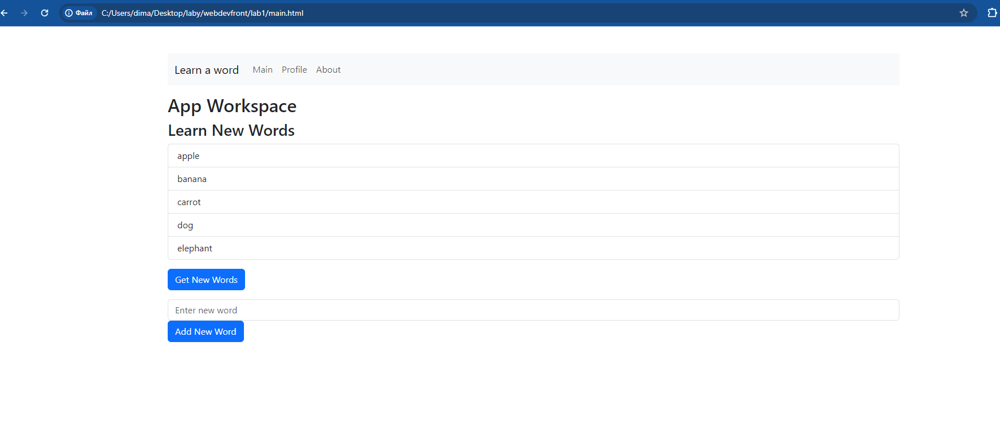 Файл C:/Users/dima/Desktop/laby/webdevfront/lab1/main.html
Learn a word Main Profile About
App Workspace
Learn New Words
apple
banana
carrot
dog
elephant
Get New Words
Enter new word
Add New Word